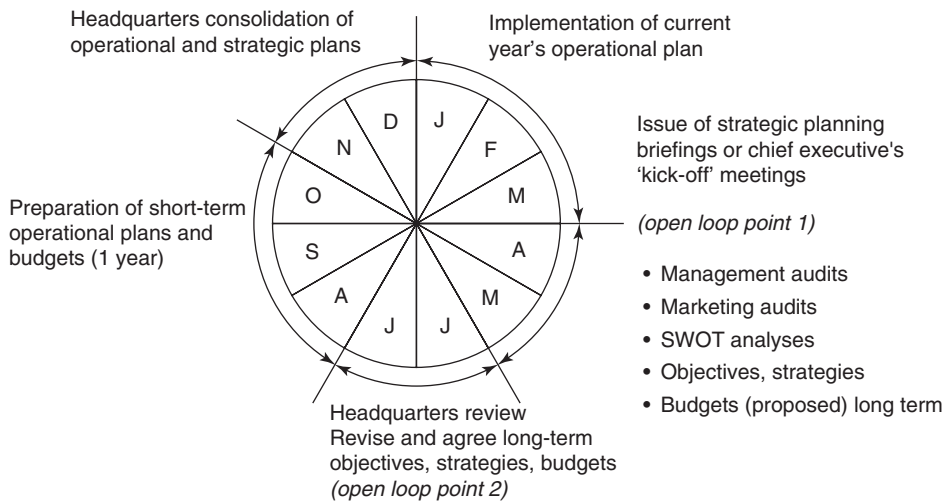 Headquarters consolidation of
operational and strategic plans
Implementation of current
year's operational plan
D
J
N
F
O
M
S
A
A
M
J
J
Issue of strategic planning
briefings or chief executive's
‘kick-off’ meetings
(open loop point 1)
• Management audits
• Marketing audits
• SWOT analyses
• Objectives, strategies
• Budgets (proposed) long term
Preparation of short-term
operational plans and
budgets (1 year)
Headquarters review
Revise and agree long-term
objectives, strategies, budgets
(open loop point 2)